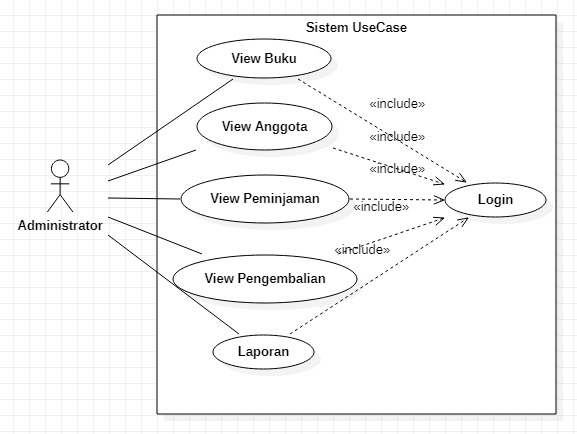 Sistem UseCase
View Buku
«include»
View Anggota
«include»
«include»
View Peminjaman
Login
«include»
Administrator
«include»
View Pengembalian
Laporan